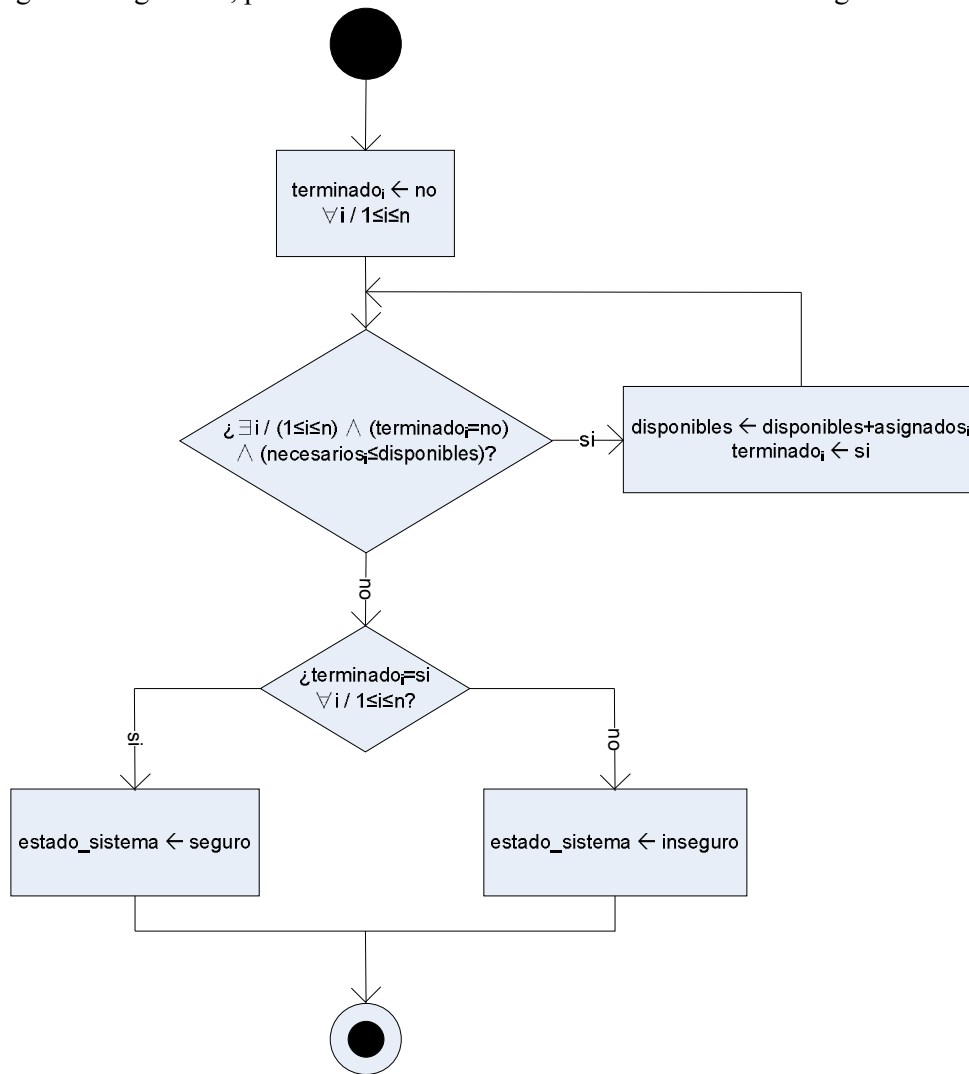 terminadoᵢ ← no
∀i / 1≤i≤n
¿∃i / (1≤i≤n) ∧ (terminadoᵢ=no)
∧ (necesariosᵢ≤disponibles)?
si
disponibles ← disponibles+asignadosᵢ
terminadoᵢ ← si
no
¿terminadoᵢ=si
∀i / 1≤i≤n?
si
no
estado_sistema ← seguro
estado_sistema ← inseguro